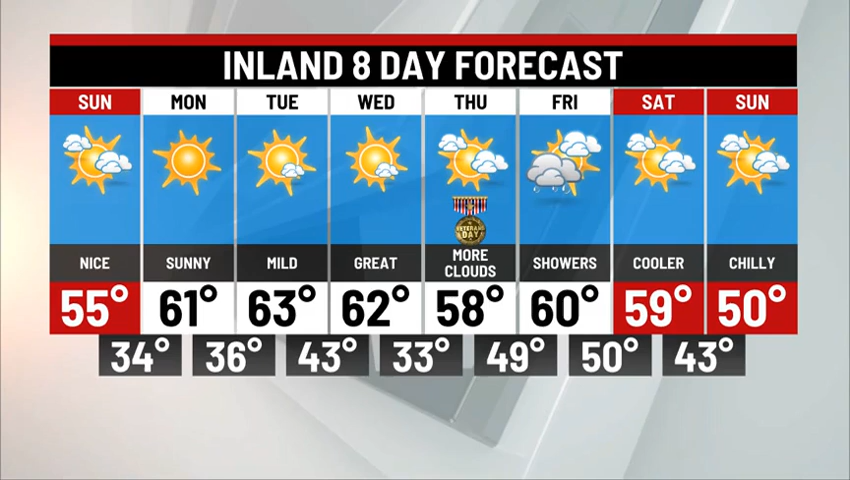 INLAND 8 DAY FORECAST
SUN MON TUE WED THU FRI SAT SUN
VETERANS
DAY
NICE SUNNY MILD GREAT MORE CLOUDS SHOWERS COOLER CHILLY
55° 61° 63° 62° 58° 60° 59° 50°
34° 36° 43° 33° 49° 50° 43°